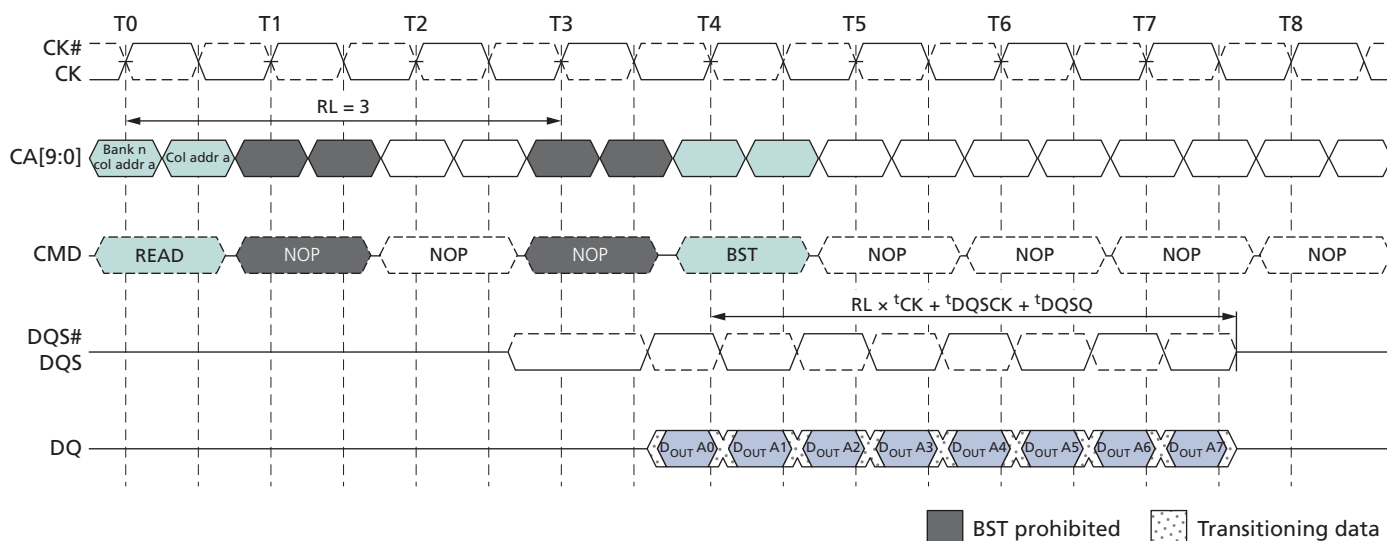 T0 T1 T2 T3 T4 T5 T6 T7 T8
CK#
CK
RL = 3
CA[9:0]
Bank n
col addr a
Col addr a
CMD
READ NOP NOP NOP BST NOP NOP NOP NOP
RL × tCK + tDQSCK + tDQSQ
DQS#
DQS
DQ
DOUT A0 DOUT A1 DOUT A2 DOUT A3 DOUT A4 DOUT A5 DOUT A6 DOUT A7
BST prohibited Transitioning data